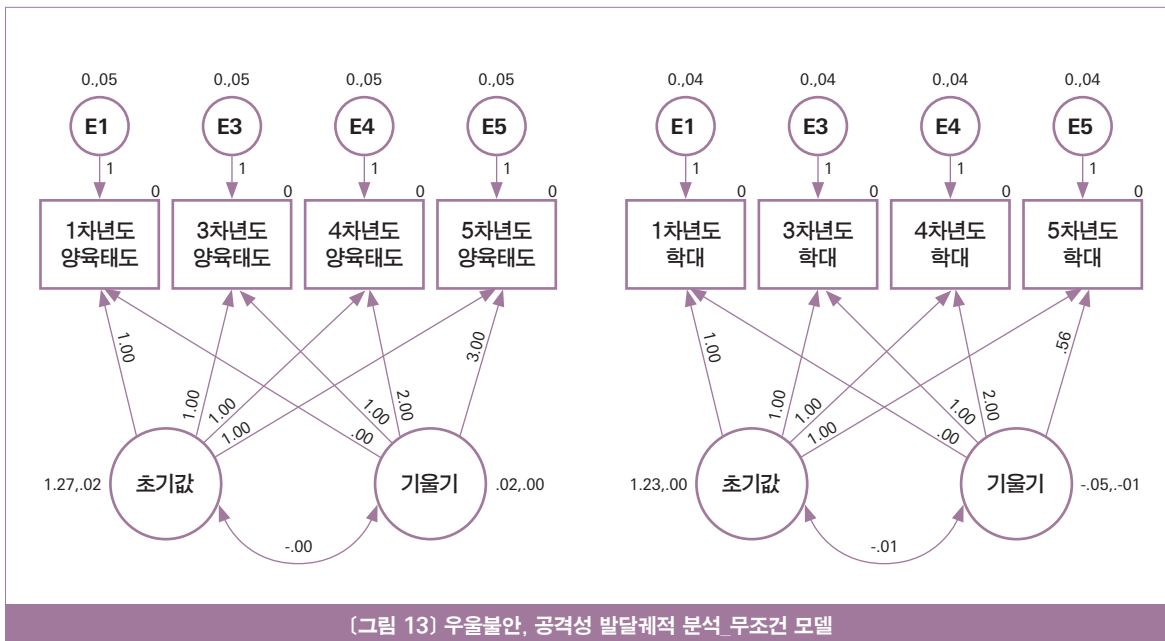 0.,05 0.,05 0.,05 0.,05
E1 E3 E4 E5
1 1 1 1
0 0 0 0
1차년도 양육태도
3차년도 양육태도
4차년도 양육태도
5차년도 양육태도
1.00 1.00 1.00 1.00 .00 1.00 2.00 3.00
1.27,.02 초기값 기울기 .02,.00
-.00
0.,04 0.,04 0.,04 0.,04
E1 E3 E4 E5
1 1 1 1
0 0 0 0
1차년도 학대
3차년도 학대
4차년도 학대
5차년도 학대
1.00 1.00 1.00 1.00 .00 1.00 2.00 .56
1.23,.00 초기값 기울기 -.05,.-01
-.01
[그림 13] 우울불안, 공격성 발달궤적 분석_무조건 모델